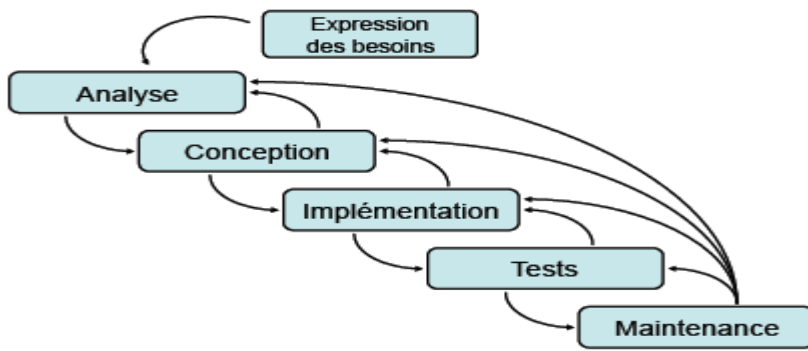 Expression
des besoins
Analyse
Conception
Implémentation
Tests
Maintenance